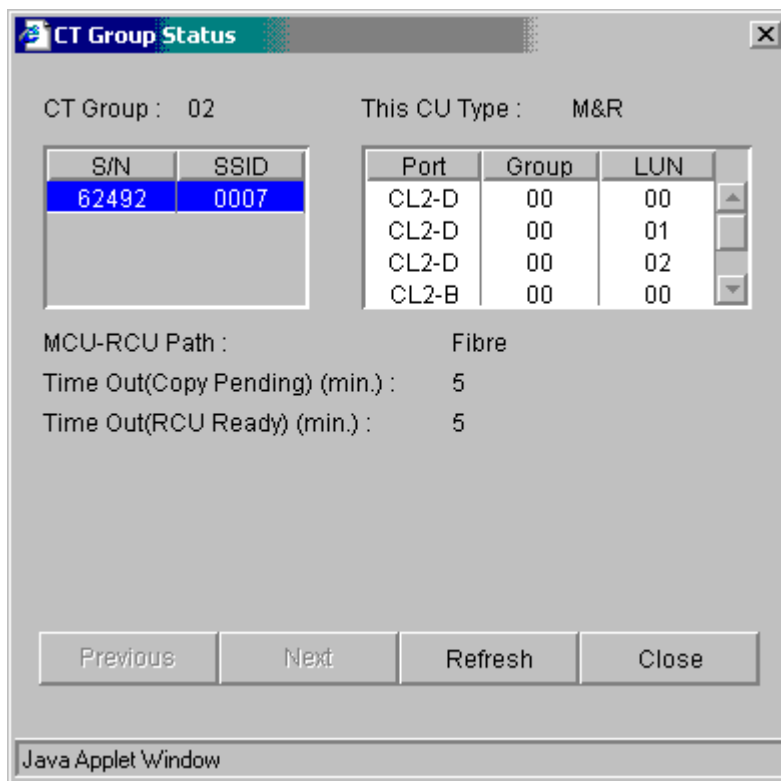 CT Group Status
CT Group : 02 This CU Type : M&R
S/N SSID
62492 0007
Port Group LUN
CL2-D 00 00
CL2-D 00 01
CL2-D 00 02
CL2-B 00 00
MCU-RCU Path : Fibre
Time Out(Copy Pending) (min.) : 5
Time Out(RCU Ready) (min.) : 5
Previous Next Refresh Close
Java Applet Window